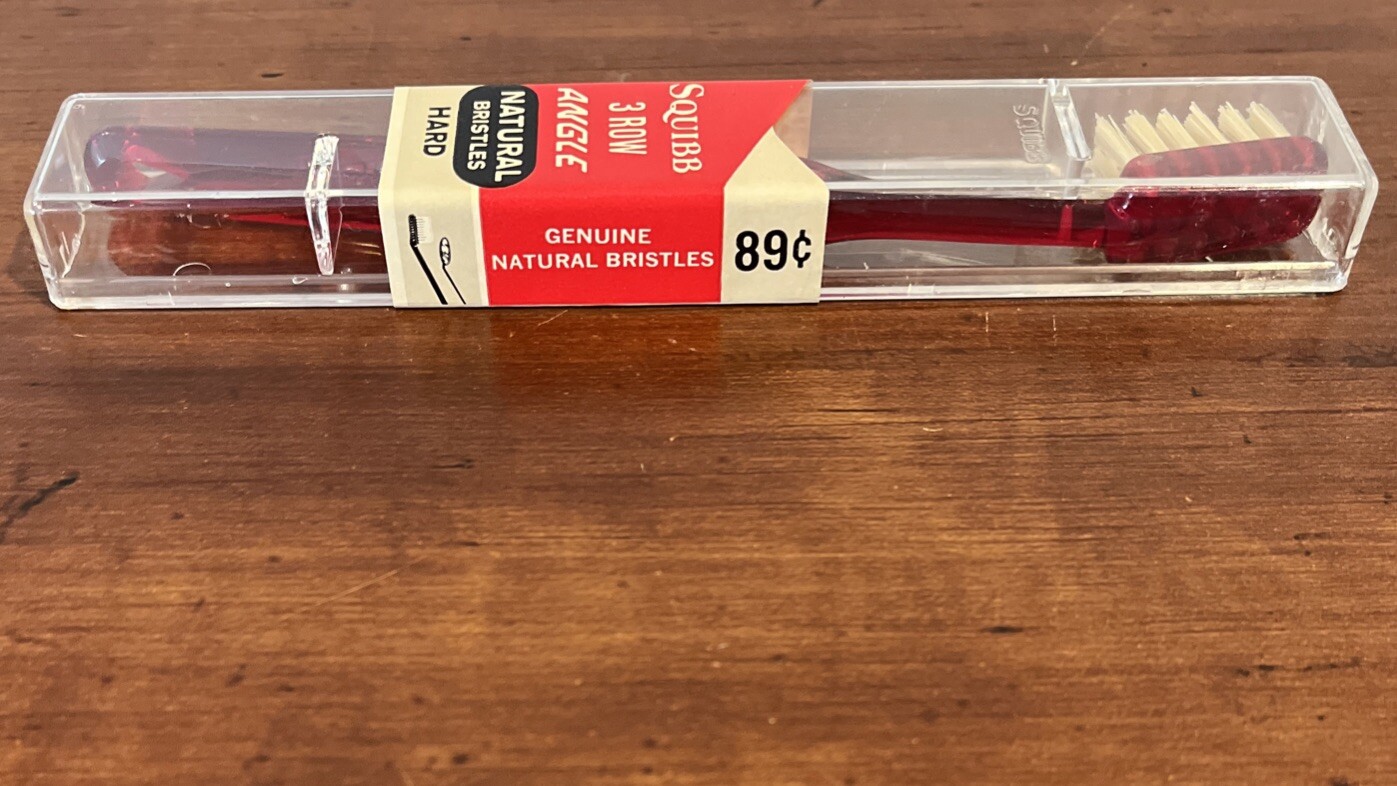 SQUIBB
3 ROW
ANGLE
NATURAL
BRISTLES
HARD
GENUINE
NATURAL BRISTLES
89¢
SQUIBB